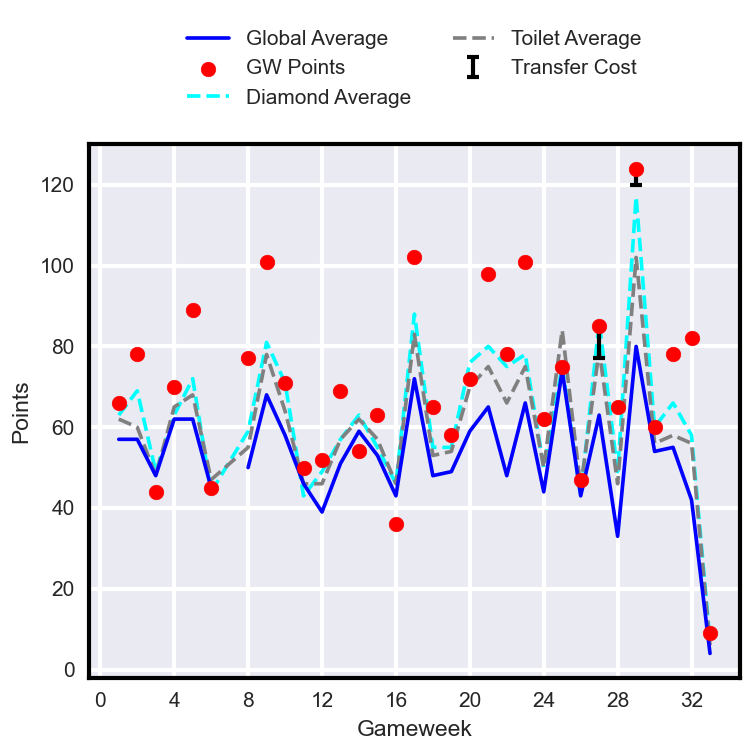 Global Average
GW Points
Diamond Average
Toilet Average
Transfer Cost
120
100
80
60
40
20
0
Points
0 4 8 12 16 20 24 28 32
Gameweek